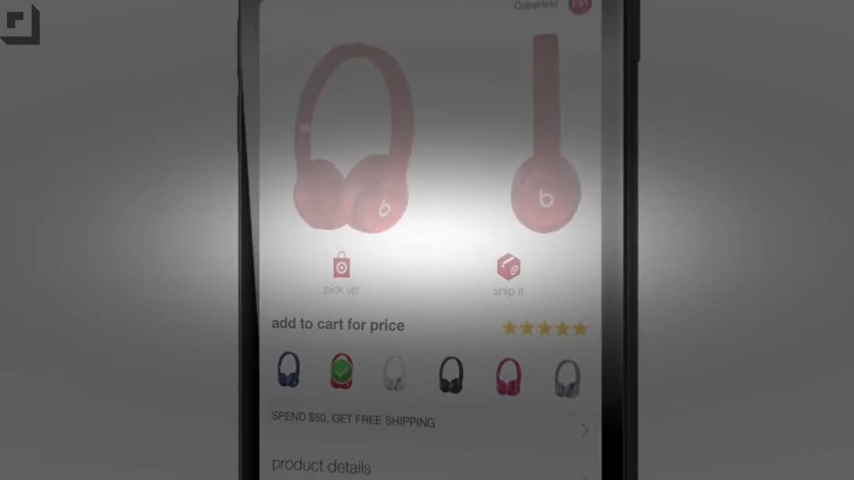 Cupertino
b
b
pick up
ship it
add to cart for price
SPEND $50, GET FREE SHIPPING
product details